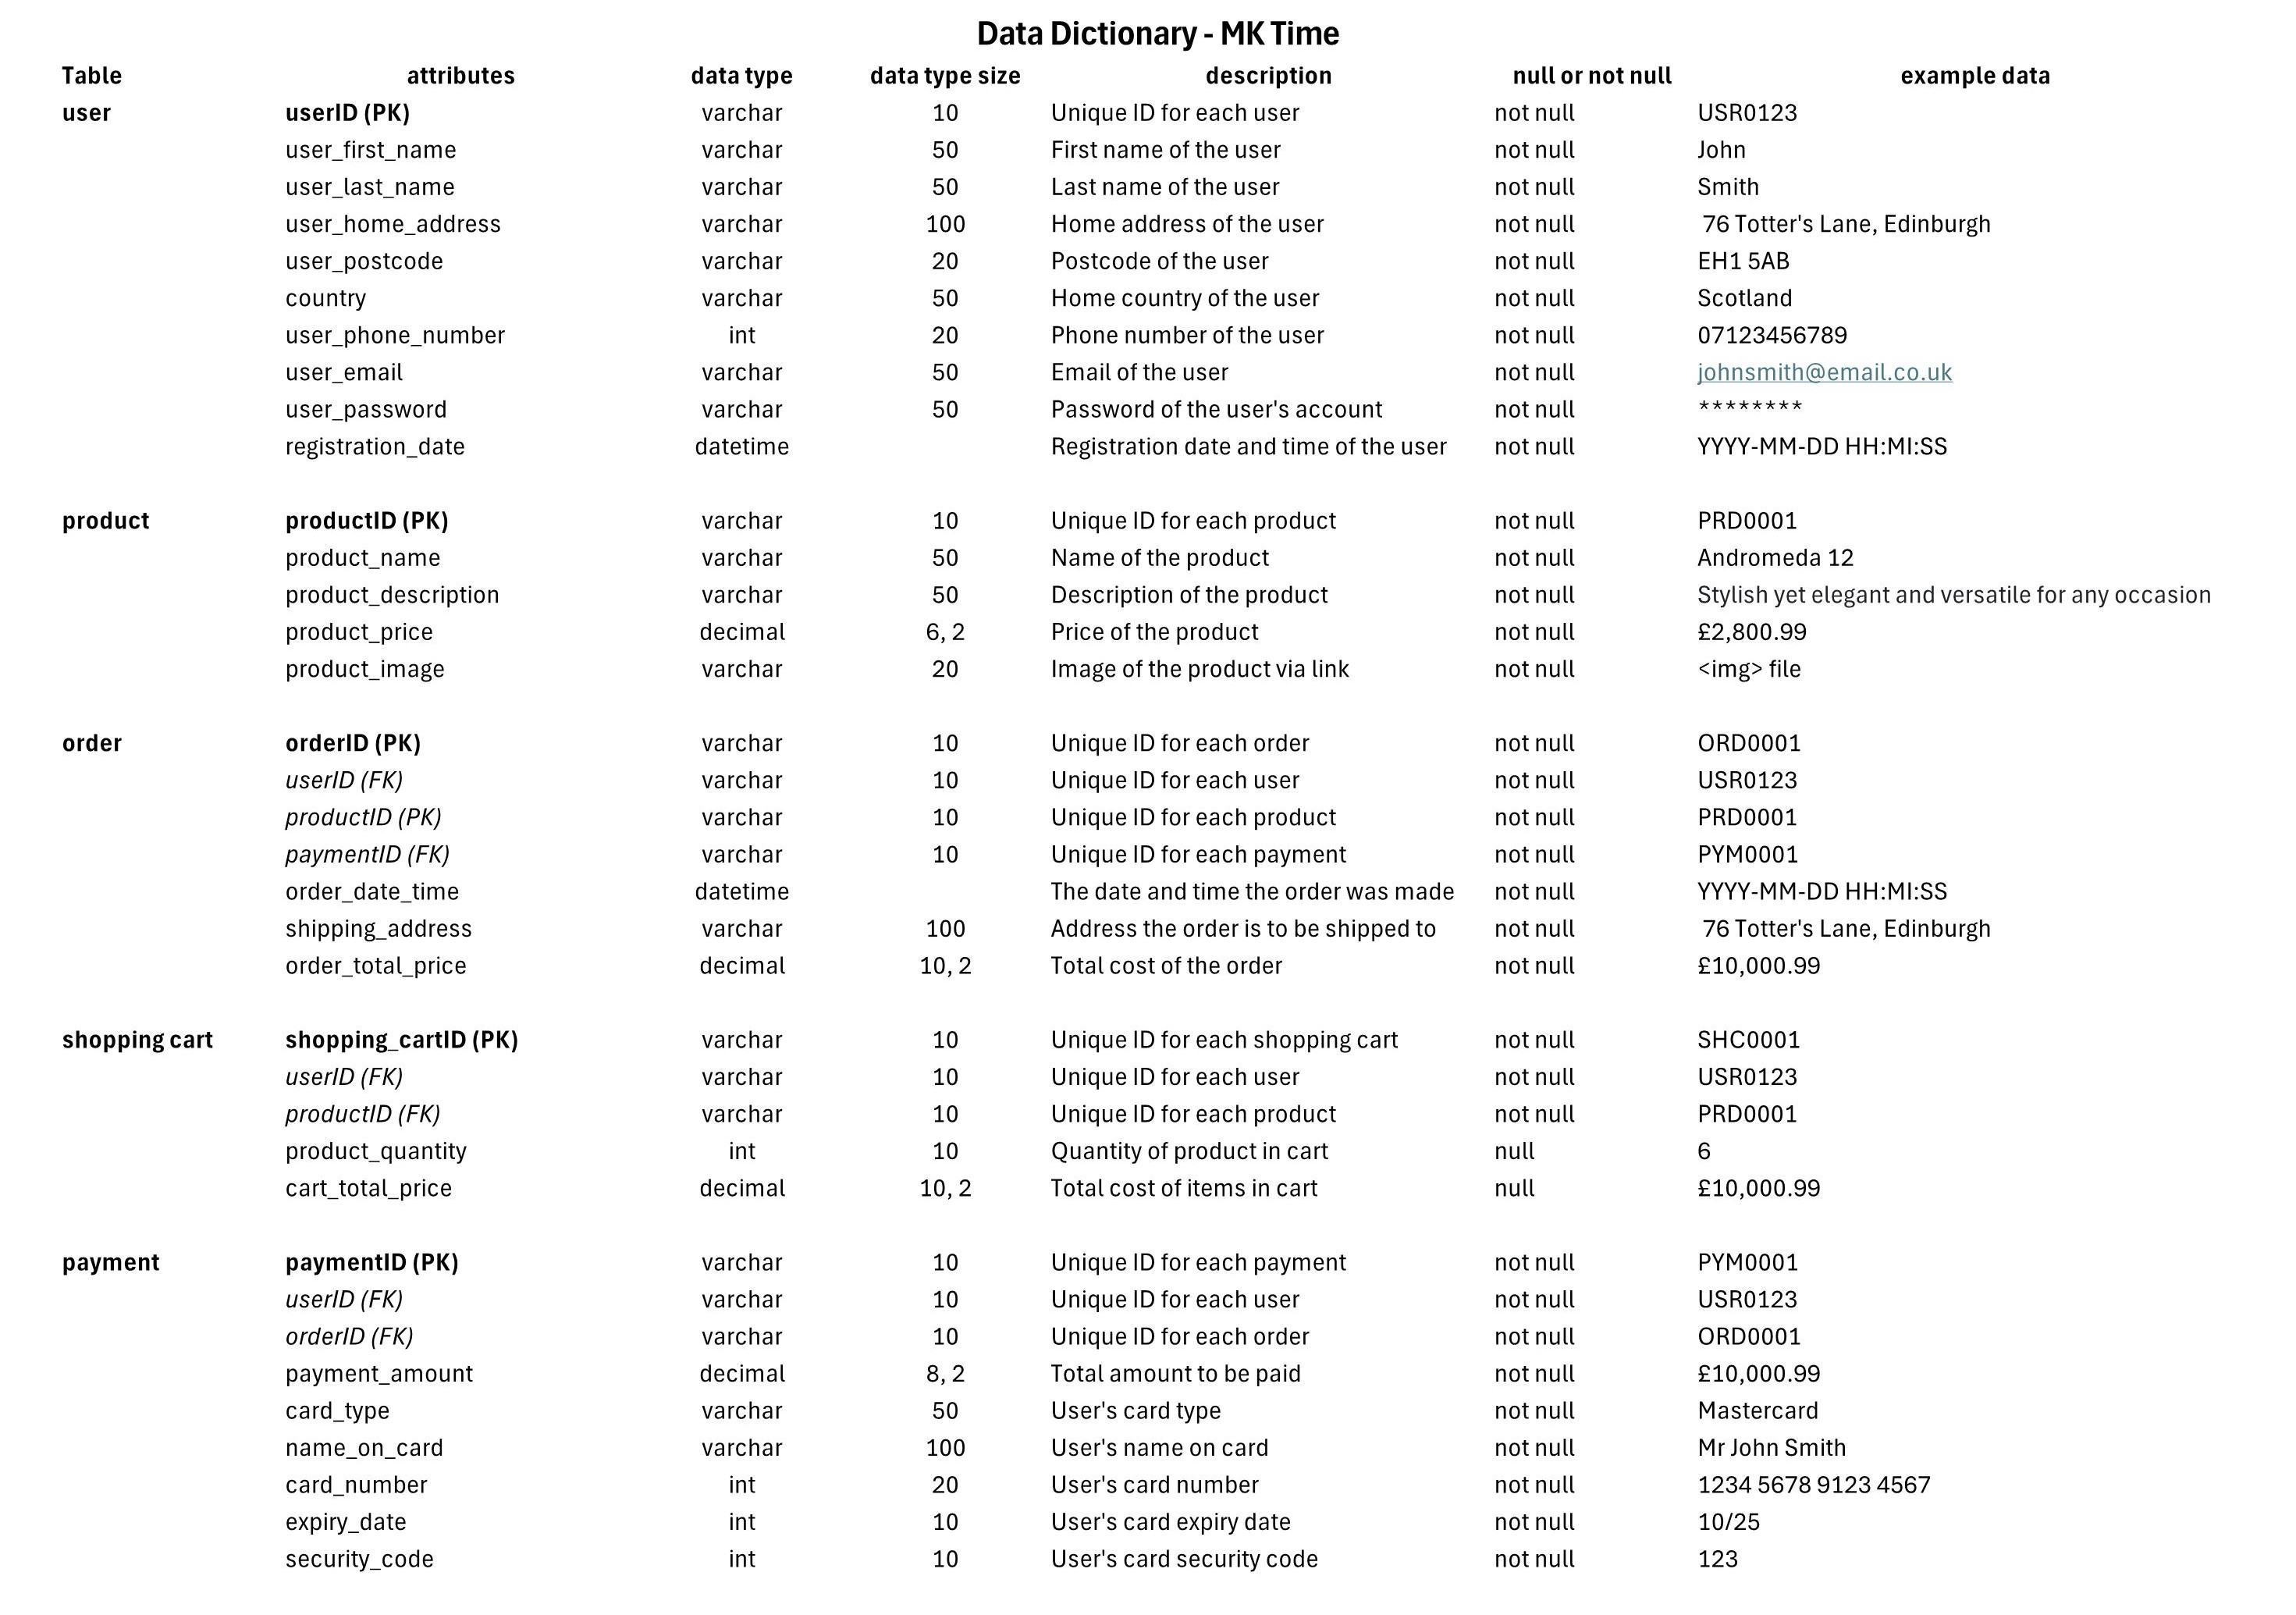 Data Dictionary - MK Time
Table attributes data type data type size description null or not null example data
user userID (PK) varchar 10 Unique ID for each user not null USR0123
user_first_name varchar 50 First name of the user not null John
user_last_name varchar 50 Last name of the user not null Smith
user_home_address varchar 100 Home address of the user not null 76 Totter's Lane, Edinburgh
user_postcode varchar 20 Postcode of the user not null EH1 5AB
country varchar 50 Home country of the user not null Scotland
user_phone_number int 20 Phone number of the user not null 07123456789
user_email varchar 50 Email of the user not null johnsmith@email.co.uk
user_password varchar 50 Password of the user's account not null ********
registration_date datetime Registration date and time of the user not null YYYY-MM-DD HH:MI:SS
product productID (PK) varchar 10 Unique ID for each product not null PRD0001
product_name varchar 50 Name of the product not null Andromeda 12
product_description varchar 50 Description of the product not null Stylish yet elegant and versatile for any occasion
product_price decimal 6, 2 Price of the product not null £2,800.99
product_image varchar 20 Image of the product via link not null <img> file
order orderID (PK) varchar 10 Unique ID for each order not null ORD0001
userID (FK) varchar 10 Unique ID for each user not null USR0123
productID (PK) varchar 10 Unique ID for each product not null PRD0001
paymentID (FK) varchar 10 Unique ID for each payment not null PYM0001
order_date_time datetime The date and time the order was made not null YYYY-MM-DD HH:MI:SS
shipping_address varchar 100 Address the order is to be shipped to not null 76 Totter's Lane, Edinburgh
order_total_price decimal 10, 2 Total cost of the order not null £10,000.99
shopping cart shopping_cartID (PK) varchar 10 Unique ID for each shopping cart not null SHC0001
userID (FK) varchar 10 Unique ID for each user not null USR0123
productID (FK) varchar 10 Unique ID for each product not null PRD0001
product_quantity int 10 Quantity of product in cart null 6
cart_total_price decimal 10, 2 Total cost of items in cart null £10,000.99
payment paymentID (PK) varchar 10 Unique ID for each payment not null PYM0001
userID (FK) varchar 10 Unique ID for each user not null USR0123
orderID (FK) varchar 10 Unique ID for each order not null ORD0001
payment_amount decimal 8, 2 Total amount to be paid not null £10,000.99
card_type varchar 50 User's card type not null Mastercard
name_on_card varchar 100 User's name on card not null Mr John Smith
card_number int 20 User's card number not null 1234 5678 9123 4567
expiry_date int 10 User's card expiry date not null 10/25
security_code int 10 User's card security code not null 123